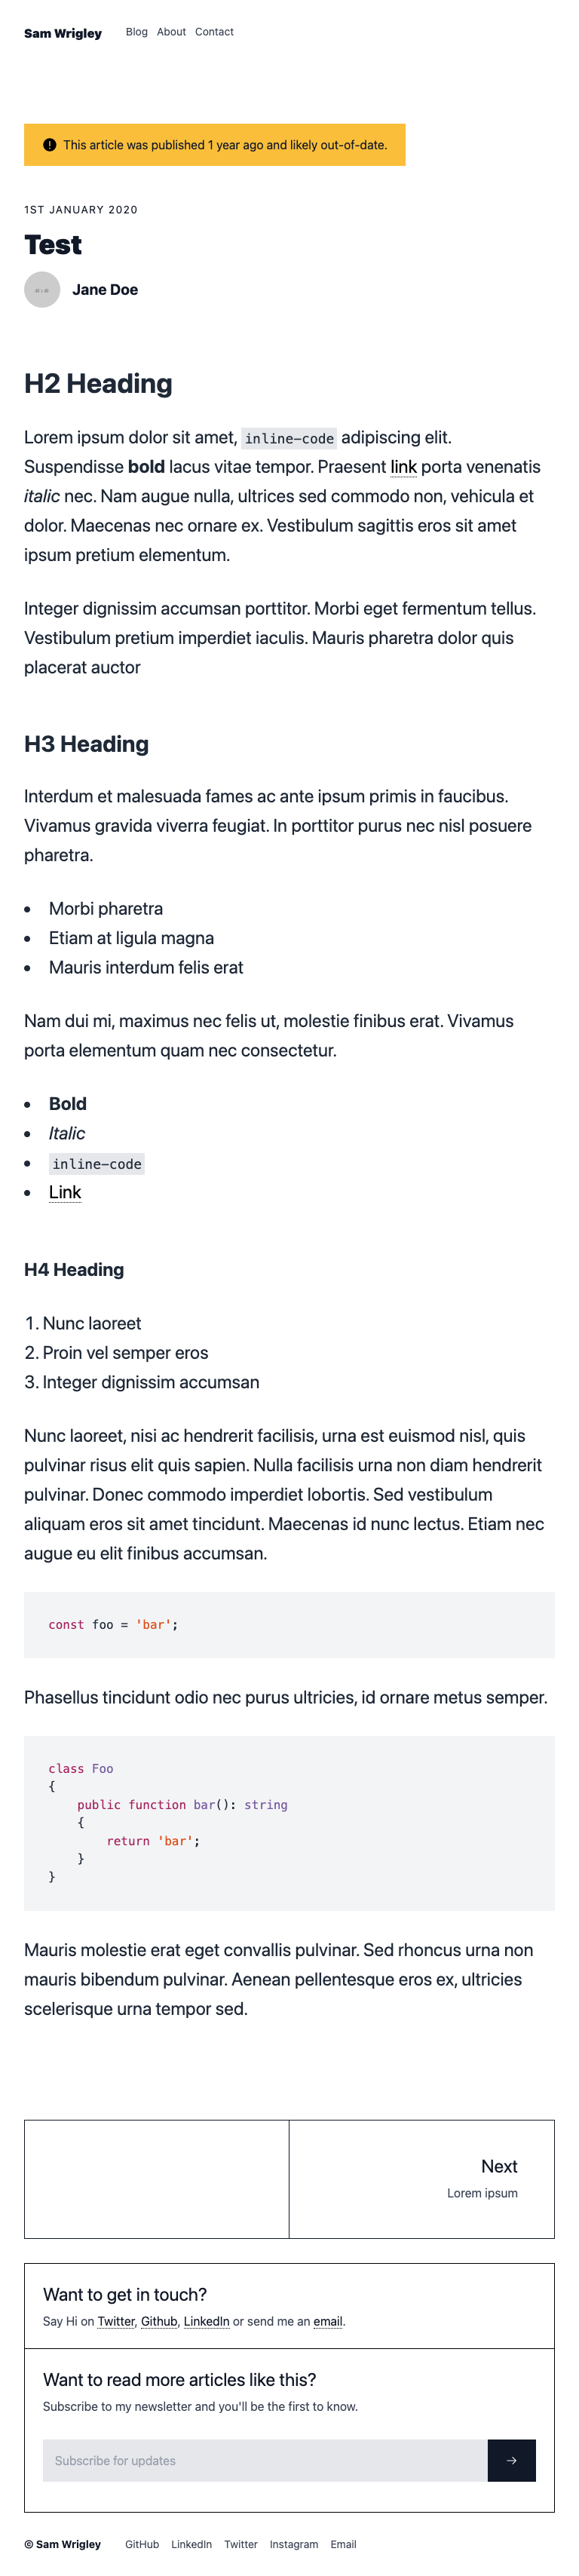 Sam Wrigley Blog About Contact
This article was published 1 year ago and likely out-of-date.
1ST JANUARY 2020
Test
Jane Doe
H2 Heading
Lorem ipsum dolor sit amet, inline-code adipiscing elit.
Suspendisse bold lacus vitae tempor. Praesent link porta venenatis
italic nec. Nam augue nulla, ultrices sed commodo non, vehicula et
dolor. Maecenas nec ornare ex. Vestibulum sagittis eros sit amet
ipsum pretium elementum.
Integer dignissim accumsan porttitor. Morbi eget fermentum tellus.
Vestibulum pretium imperdiet iaculis. Mauris pharetra dolor quis
placerat auctor
H3 Heading
Interdum et malesuada fames ac ante ipsum primis in faucibus.
Vivamus gravida viverra feugiat. In porttitor purus nec nisl posuere
pharetra.
• Morbi pharetra
• Etiam at ligula magna
• Mauris interdum felis erat
Nam dui mi, maximus nec felis ut, molestie finibus erat. Vivamus
porta elementum quam nec consectetur.
• Bold
• Italic
• inline-code
• Link
H4 Heading
1. Nunc laoreet
2. Proin vel semper eros
3. Integer dignissim accumsan
Nunc laoreet, nisi ac hendrerit facilisis, urna est euismod nisl, quis
pulvinar risus elit quis sapien. Nulla facilisis urna non diam hendrerit
pulvinar. Donec commodo imperdiet lobortis. Sed vestibulum
aliquam eros sit amet tincidunt. Maecenas id nunc lectus. Etiam nec
augue eu elit finibus accumsan.
const foo = 'bar';
Phasellus tincidunt odio nec purus ultricies, id ornare metus semper.
class Foo
{
    public function bar(): string
    {
        return 'bar';
    }
}
Mauris molestie erat eget convallis pulvinar. Sed rhoncus urna non
mauris bibendum pulvinar. Aenean pellentesque eros ex, ultricies
scelerisque urna tempor sed.
Next
Lorem ipsum
Want to get in touch?
Say Hi on Twitter, Github, LinkedIn or send me an email.
Want to read more articles like this?
Subscribe to my newsletter and you'll be the first to know.
Subscribe for updates →
© Sam Wrigley GitHub LinkedIn Twitter Instagram Email